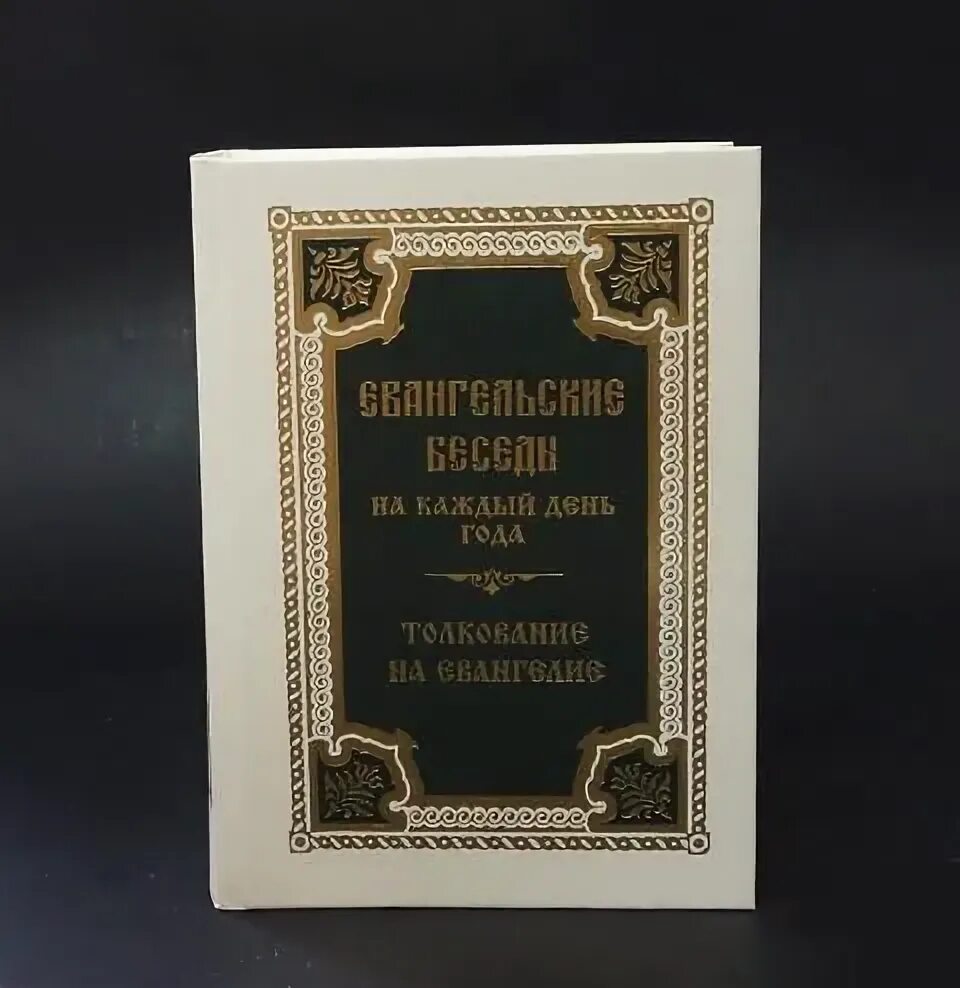 ЕВАНГЕЛЬСКИЕ
БЕСЕДЫ
НА КАЖДЫЙ ДЕНЬ
ГОДА
ТОЛКОВАНИЕ
НА ЕВАНГЕЛИЕ